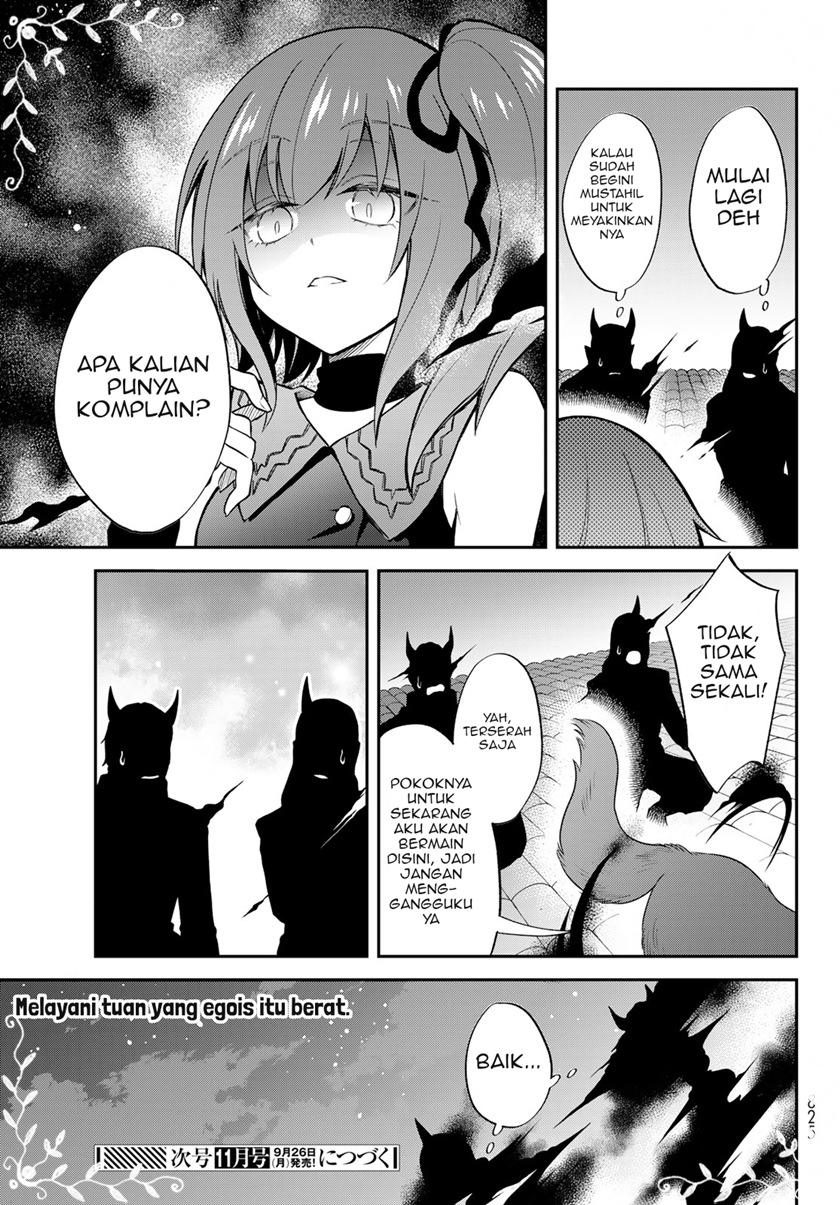 MULAI
LAGI
DEH
KALAU
SUDAH
BEGINI
MUSTAHIL
UNTUK
MEYAKINKAN
NYA
APA KALIAN
PUNYA
KOMPLAIN?
TIDAK,
TIDAK
SAMA
SEKALI!
YAH,
TERSERAH
SAJA
POKOKNYA
UNTUK
SEKARANG
AKU AKAN
BERMAIN
DISINI, JADI
JANGAN
MENG-
GANGGUKU
YA
BAIK...
Melayani tuan yang egois itu berat.
次号11月号9月26日(月)発売!につづく